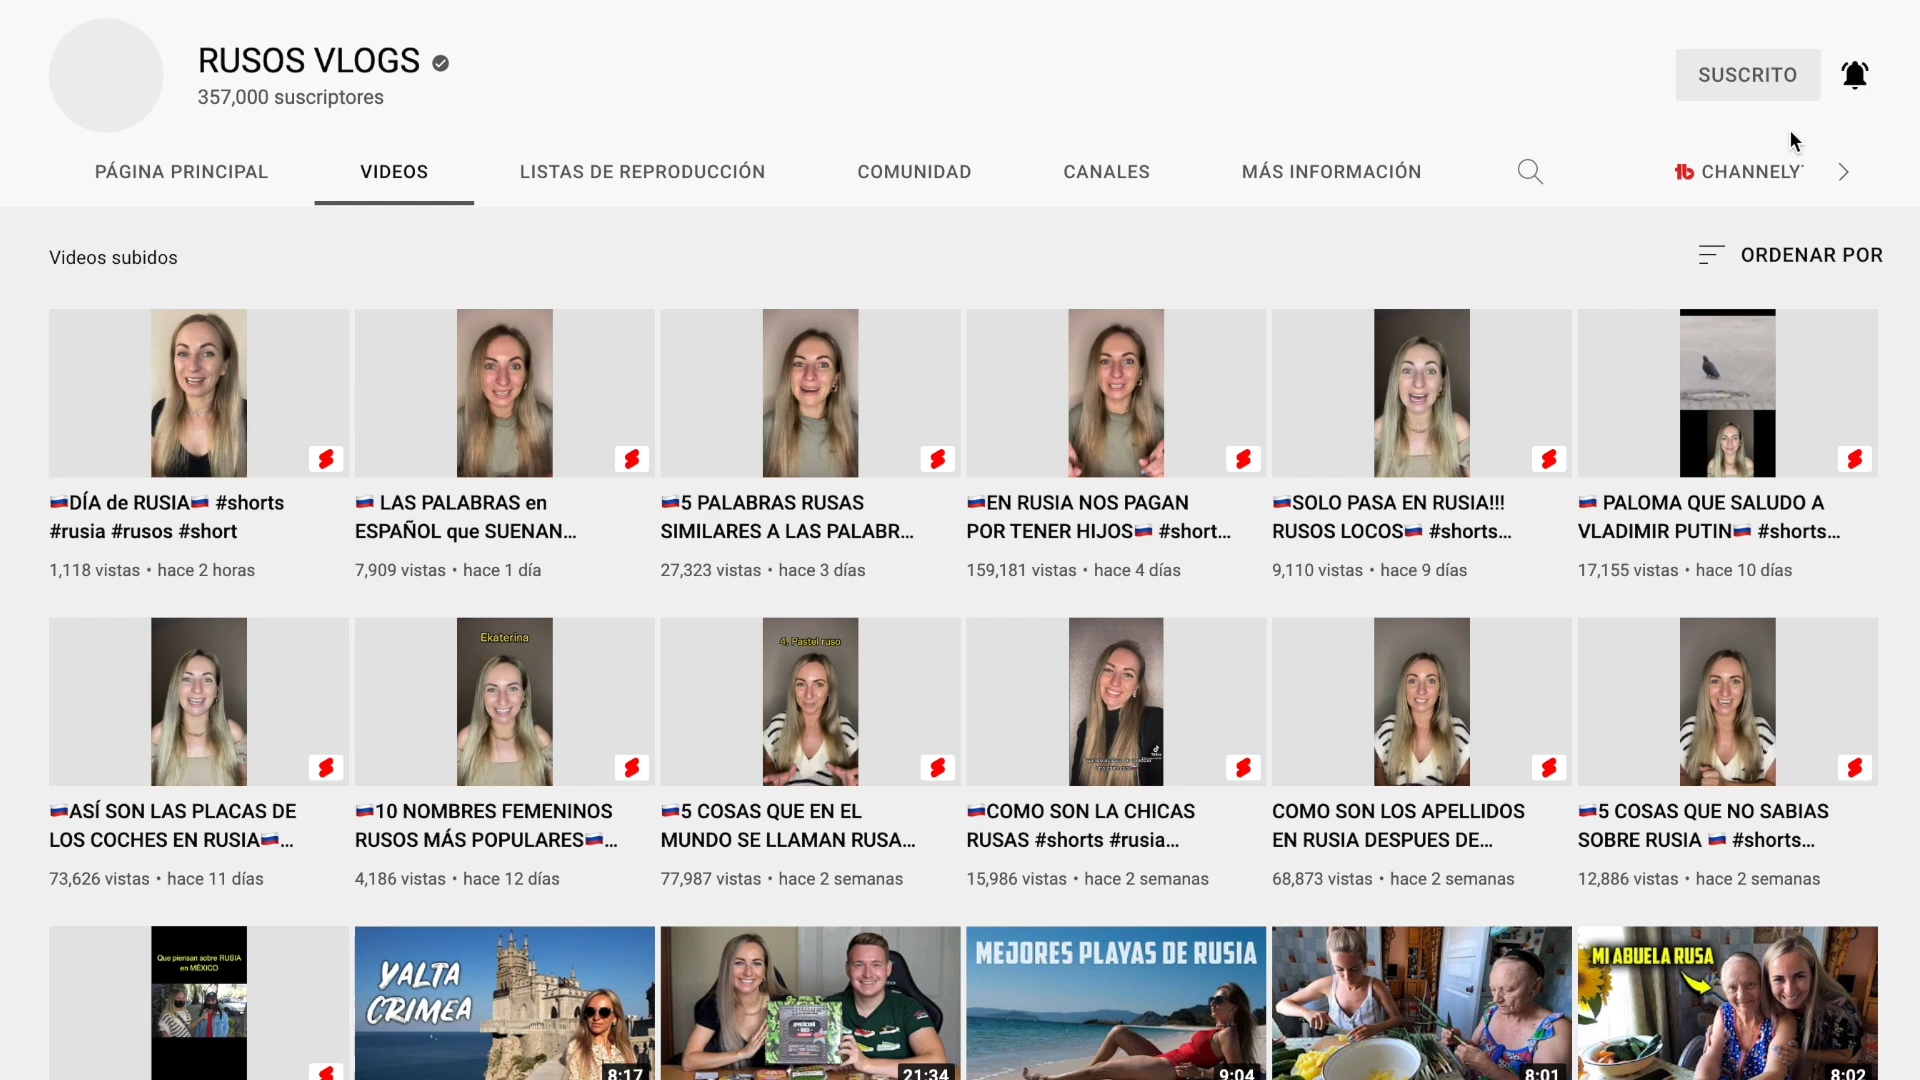 RUSOS VLOGS
357,000 suscriptores
SUSCRITO
PÁGINA PRINCIPAL
VIDEOS
LISTAS DE REPRODUCCIÓN
COMUNIDAD
CANALES
MÁS INFORMACIÓN
CHANNELY
Videos subidos
ORDENAR POR
DÍA de RUSIA #shorts
#rusia #rusos #short
1,118 vistas • hace 2 horas
LAS PALABRAS en
ESPAÑOL que SUENAN...
7,909 vistas • hace 1 día
5 PALABRAS RUSAS
SIMILARES A LAS PALABR...
27,323 vistas • hace 3 días
EN RUSIA NOS PAGAN
POR TENER HIJOS #short...
159,181 vistas • hace 4 días
SOLO PASA EN RUSIA!!!
RUSOS LOCOS #shorts...
9,110 vistas • hace 9 días
PALOMA QUE SALUDO A
VLADIMIR PUTIN #shorts...
17,155 vistas • hace 10 días
ASÍ SON LAS PLACAS DE
LOS COCHES EN RUSIA...
73,626 vistas • hace 11 días
Ekaterina
10 NOMBRES FEMENINOS
RUSOS MÁS POPULARES...
4,186 vistas • hace 12 días
4. Pastel ruso
5 COSAS QUE EN EL
MUNDO SE LLAMAN RUSA...
77,987 vistas • hace 2 semanas
COMO SON LA CHICAS
RUSAS #shorts #rusia...
15,986 vistas • hace 2 semanas
COMO SON LOS APELLIDOS
EN RUSIA DESPUES DE...
68,873 vistas • hace 2 semanas
5 COSAS QUE NO SABIAS
SOBRE RUSIA #shorts...
12,886 vistas • hace 2 semanas
Que piensan sobre RUSIA
en MÉXICO
YALTA
CRIMEA
8:17
21:34
MEJORES PLAYAS DE RUSIA
9:04
8:01
MI ABUELA RUSA
8:02